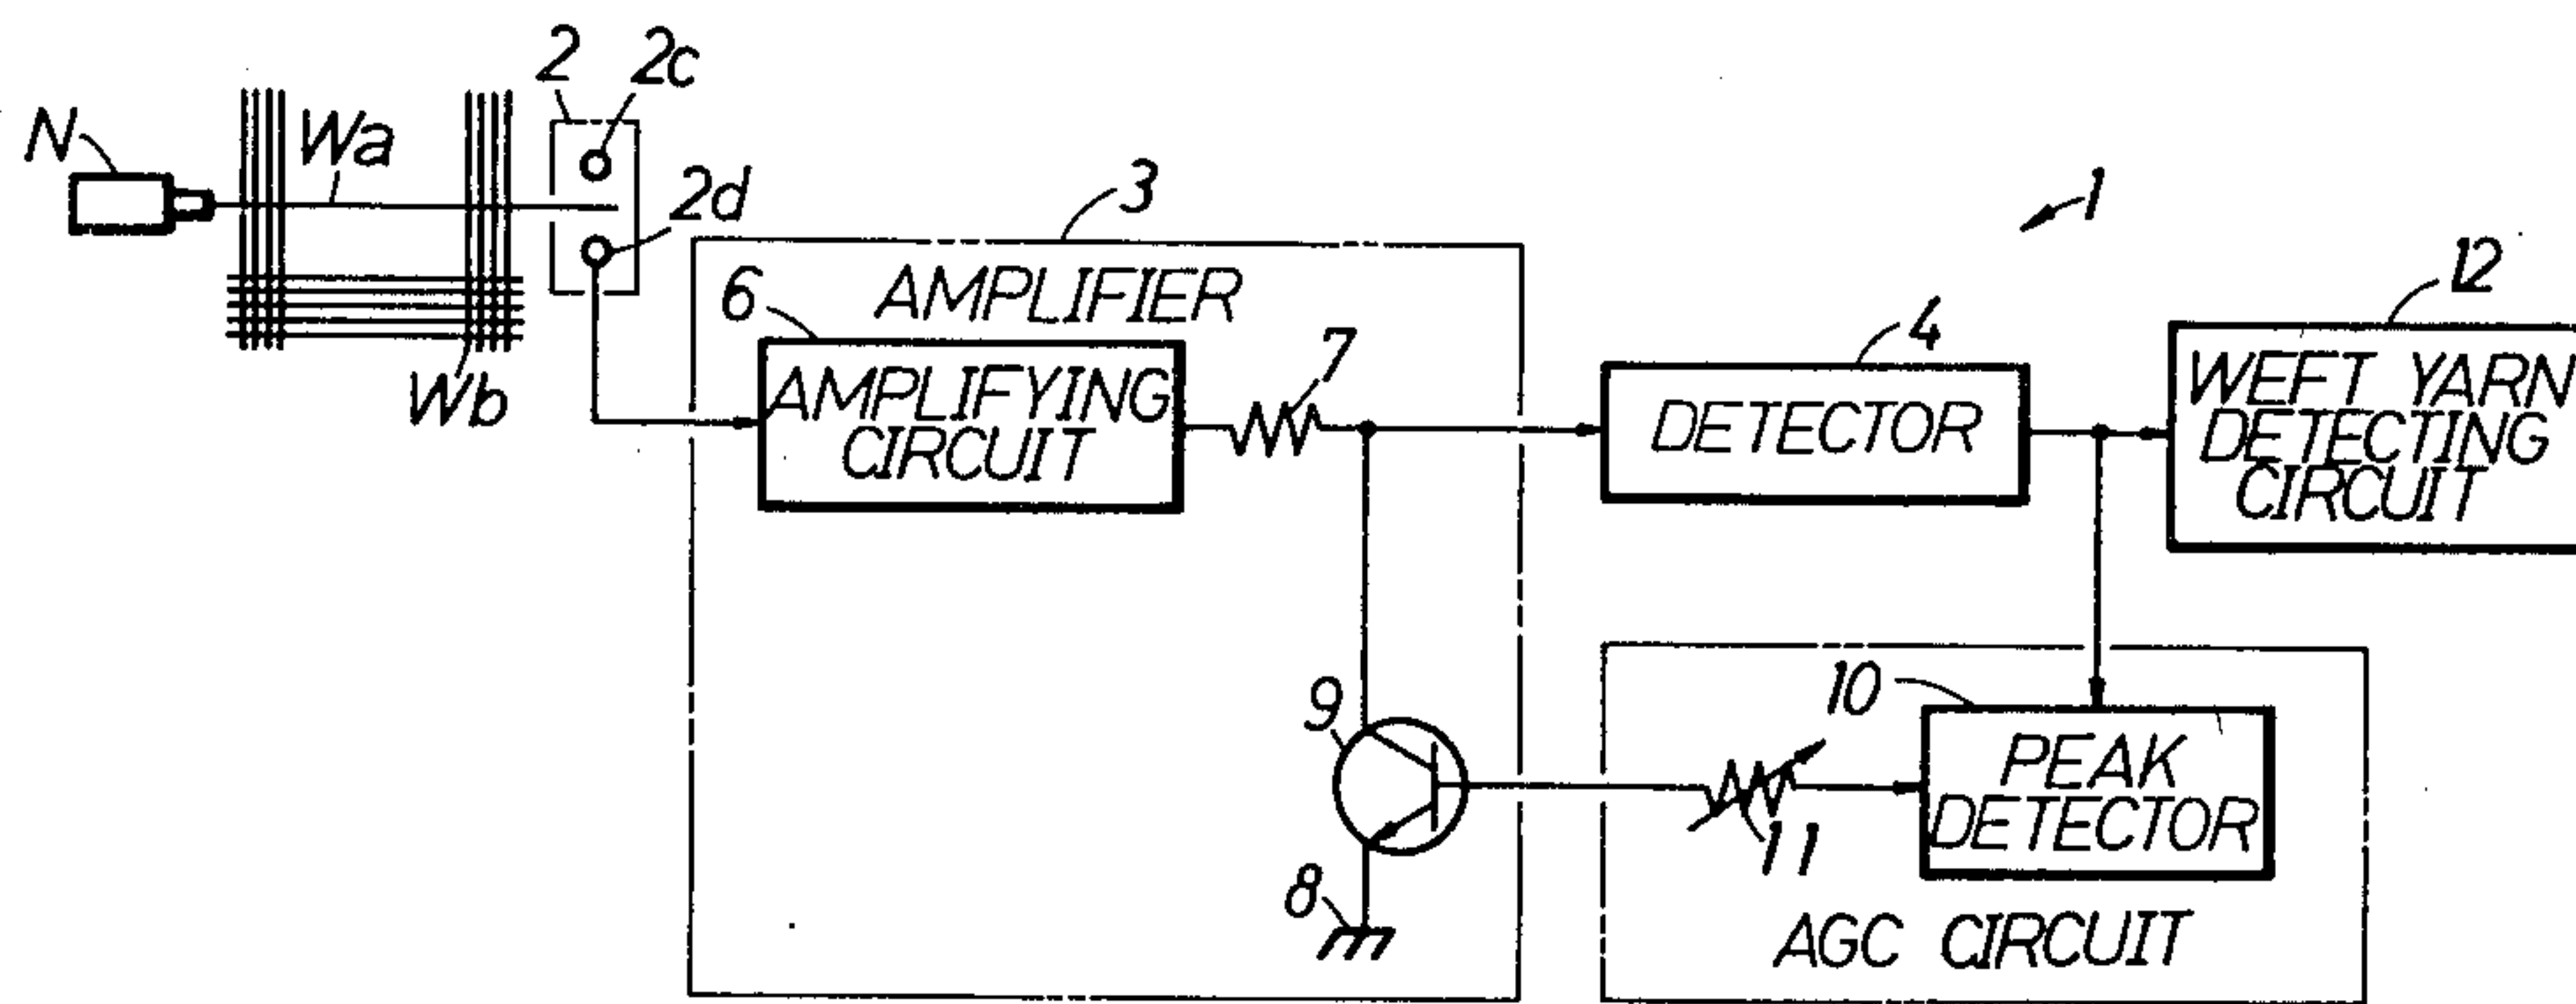 2
2c
N
Wa
2d
3
1
12
AMPLIFIER
6
7
4
AMPLIFYING
CIRCUIT
DETECTOR
WEFT YARN
DETECTING
CIRCUIT
Wb
9
10
PEAK
DETECTOR
11
8
AGC CIRCUIT